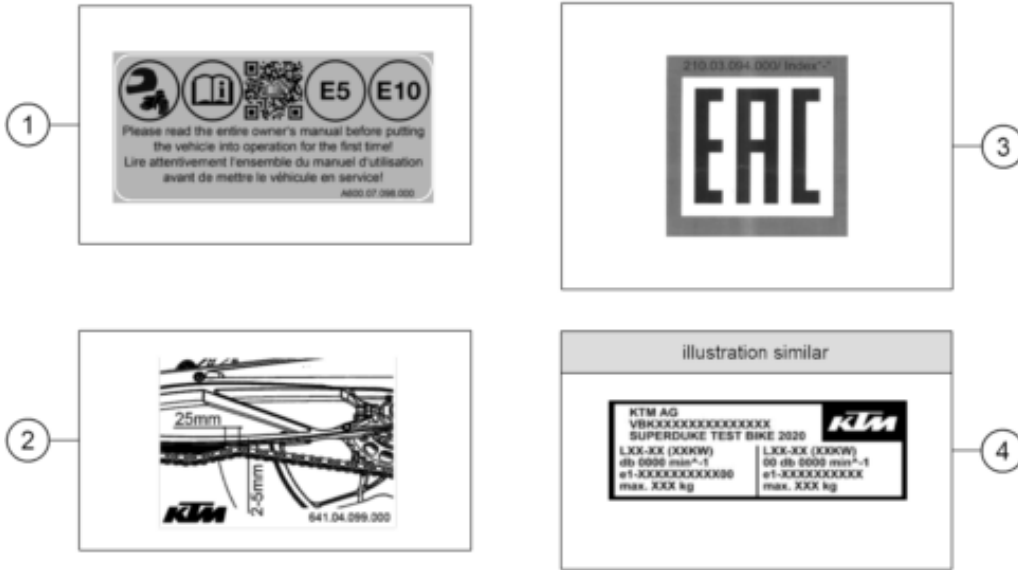 1
E5
E10
Please read the entire owner's manual before putting
the vehicle into operation for the first time!
Lire attentivement l'ensemble du manuel d'utilisation
avant de mettre le véhicule en service!
A600.07.098.000
3
210.03.094.000/ Index"-"
EAC
2
25mm
2-5mm
KTM
641.04.099.000
4
illustration similar
KTM AG
VBKXXXXXXXXXXXXXX
SUPERDUKE TEST BIKE 2020
KTM
LXX-XX (XXKW)
db 0000 min^-1
e1-XXXXXXXXXX00
max. XXX kg
LXX-XX (XXKW)
00 db 0000 min^-1
e1-XXXXXXXXXX
max. XXX kg